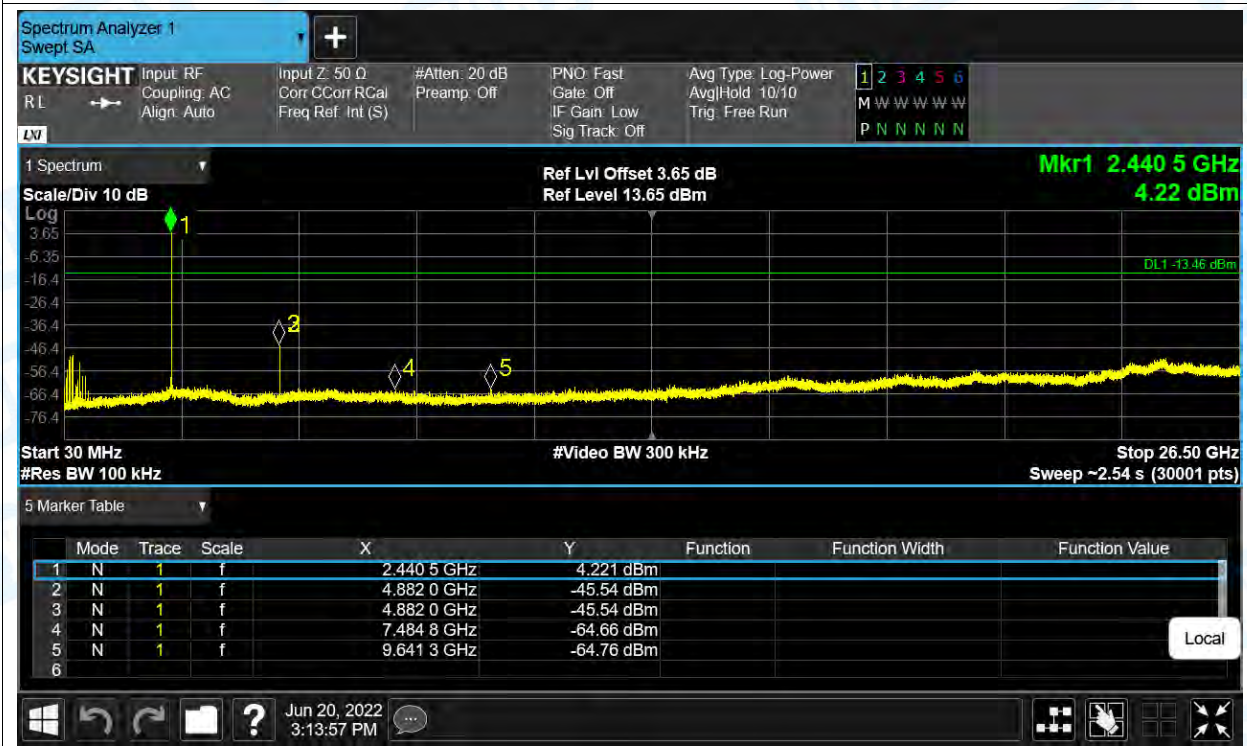 Spectrum Analyzer 1
Swept SA
+
KEYSIGHT Input: RF Input Z: 50 Ω #Atten: 20 dB PNO: Fast Avg Type: Log-Power 1 2 3 4 5 6
R L Coupling: AC Corr CCorr RCal Preamp: Off Gate: Off Avg|Hold: 10/10 M W W W W W W
Align: Auto Freq Ref: Int (S) IF Gain: Low Trig: Free Run
LXI Sig Track: Off P N N N N N N
1 Spectrum Ref Lvl Offset 3.65 dB Mkr1 2.440 5 GHz
Scale/Div 10 dB Ref Level 13.65 dBm 4.22 dBm
Log
1
3.65
-6.35
DL1 -13.46 dBm
-16.4
-26.4
-36.4
-46.4
4 5
-56.4
-66.4
-76.4
Start 30 MHz #Video BW 300 kHz Stop 26.50 GHz
#Res BW 100 kHz Sweep ~2.54 s (30001 pts)
5 Marker Table
Mode Trace Scale X Y Function Function Width Function Value
1 N 1 f 2.440 5 GHz 4.221 dBm
2 N 1 f 4.882 0 GHz -45.54 dBm
3 N 1 f 4.882 0 GHz -45.54 dBm
4 N 1 f 7.484 8 GHz -64.66 dBm
5 N 1 f 9.641 3 GHz -64.76 dBm
6
Local
? Jun 20, 2022
3:13:57 PM